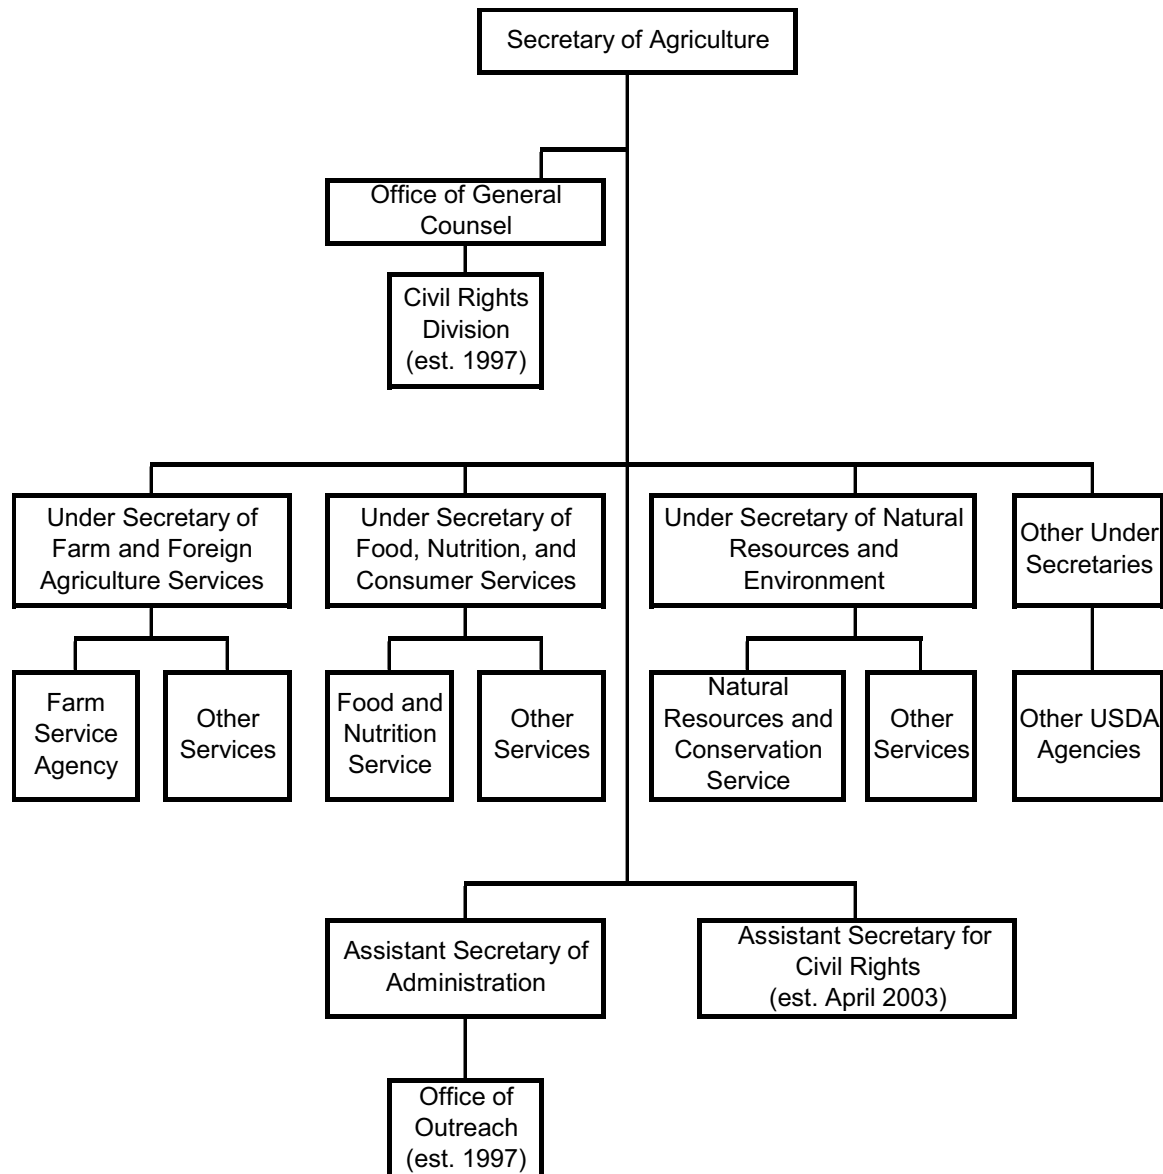 Secretary of Agriculture
Office of General
Counsel
Civil Rights
Division
(est. 1997)
Under Secretary of
Farm and Foreign
Agriculture Services
Under Secretary of
Food, Nutrition, and
Consumer Services
Under Secretary of Natural
Resources and
Environment
Other Under
Secretaries
Farm
Service
Agency
Other
Services
Food and
Nutrition
Service
Other
Services
Natural
Resources and
Conservation
Service
Other
Services
Other USDA
Agencies
Assistant Secretary of
Administration
Assistant Secretary for
Civil Rights
(est. April 2003)
Office of
Outreach
(est. 1997)